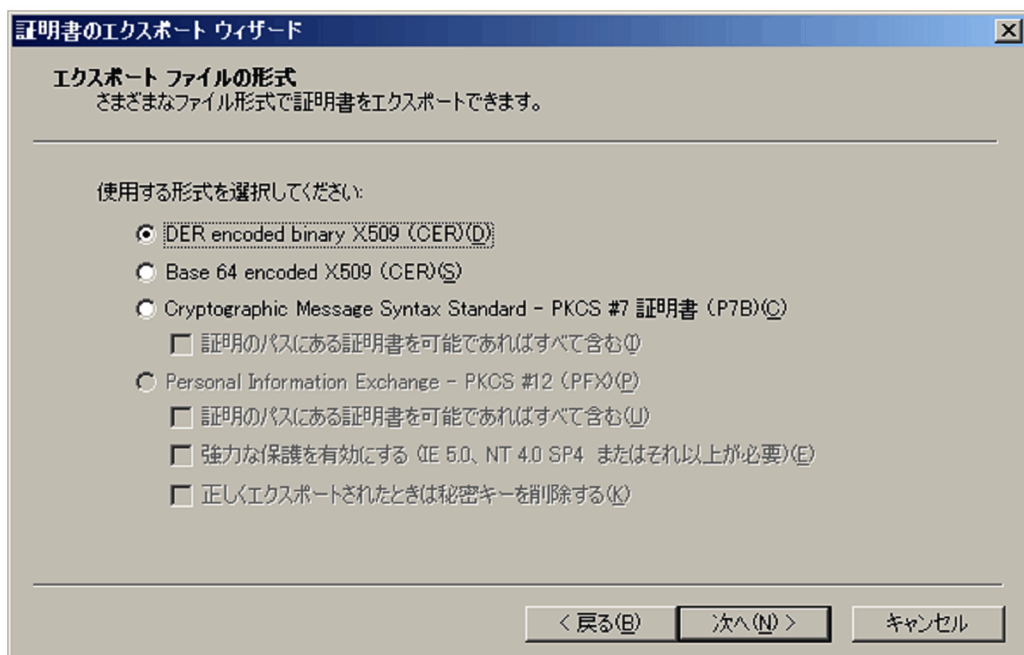 証明書のエクスポート ウィザード
エクスポート ファイルの形式
さまざまなファイル形式で証明書をエクスポートできます。
使用する形式を選択してください:
DER encoded binary X509 (CER)(D)
Base 64 encoded X509 (CER)(S)
Cryptographic Message Syntax Standard - PKCS #7 証明書 (P7B)(C)
証明のパスにある証明書を可能であればすべて含む(I)
Personal Information Exchange - PKCS #12 (PFX)(P)
証明のパスにある証明書を可能であればすべて含む(U)
強力な保護を有効にする (IE 5.0、NT 4.0 SP4 またはそれ以上が必要)(E)
正しくエクスポートされたときは秘密キーを削除する(K)
< 戻る(B) 次へ(N) > キャンセル